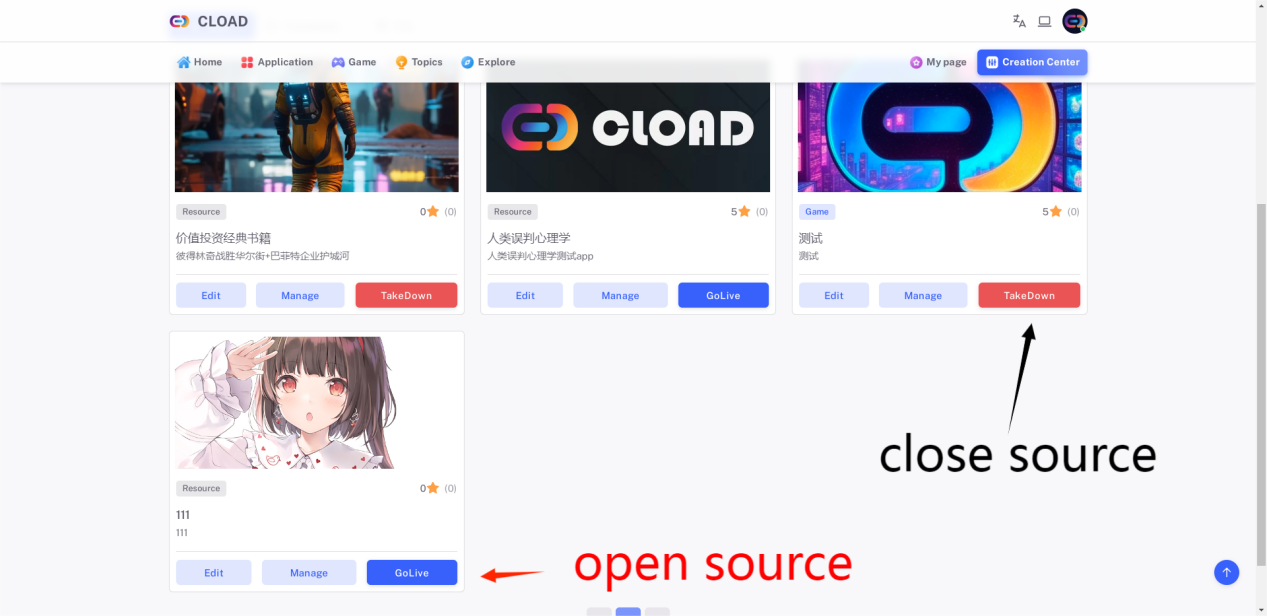 CLOAD
Home Application Game Topics Explore My page Creation Center
CLOAD
Resource 0 (0)
价值投资经典书籍
彼得林奇战胜华尔街+巴菲特企业护城河
Edit Manage TakeDown
Resource 5 (0)
人类误判心理学
人类误判心理学测试app
Edit Manage GoLive
Game 5 (0)
测试
测试
Edit Manage TakeDown
close source
Resource 0 (0)
111
111
Edit Manage GoLive
open source